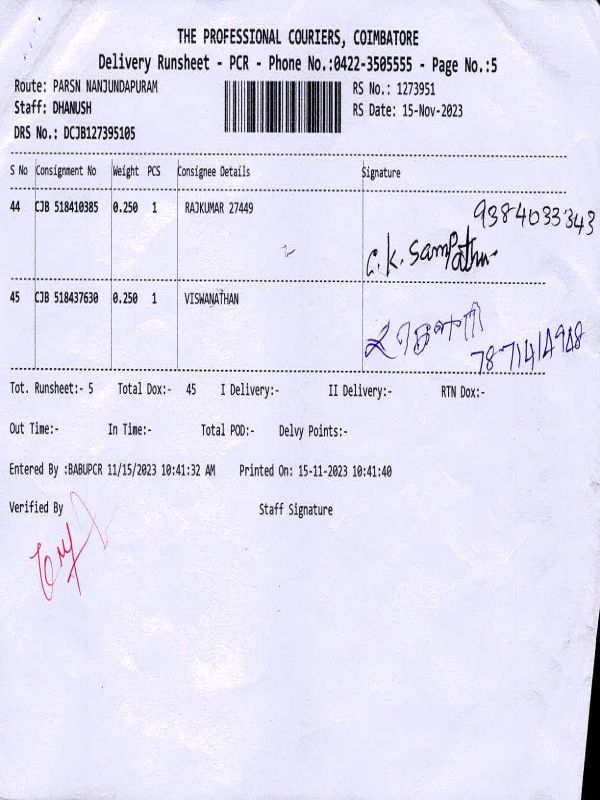 THE PROFESSIONAL COURIERS, COIMBATORE
Delivery Runsheet - PCR - Phone No.:0422-3505555 - Page No.:5
Route: PARSN NANJUNDAPURAM RS No.: 1273951
Staff: DHANUSH RS Date: 15-Nov-2023
DRS No.: DCJB127395105
S No Consignment No Weight PCS Consignee Details Signature
44 CJB 518410385 0.250 1 RAJKUMAR 27449 9384033343
C.K. Sampathu
45 CJB 518437630 0.250 1 VISWANATHAN
7871414948
Tot. Runsheet:- 5 Total Dox:- 45 I Delivery:- II Delivery:- RTN Dox:-
Out Time:- In Time:- Total POD:- Delvy Points:-
Entered By :BABUPCR 11/15/2023 10:41:32 AM Printed On: 15-11-2023 10:41:40
Verified By Staff Signature